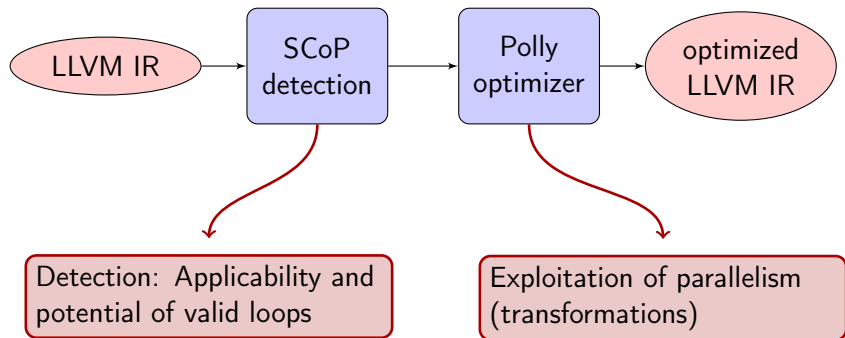 LLVM IR
SCoP
detection
Polly
optimizer
optimized
LLVM IR
Detection: Applicability and
potential of valid loops
Exploitation of parallelism
(transformations)